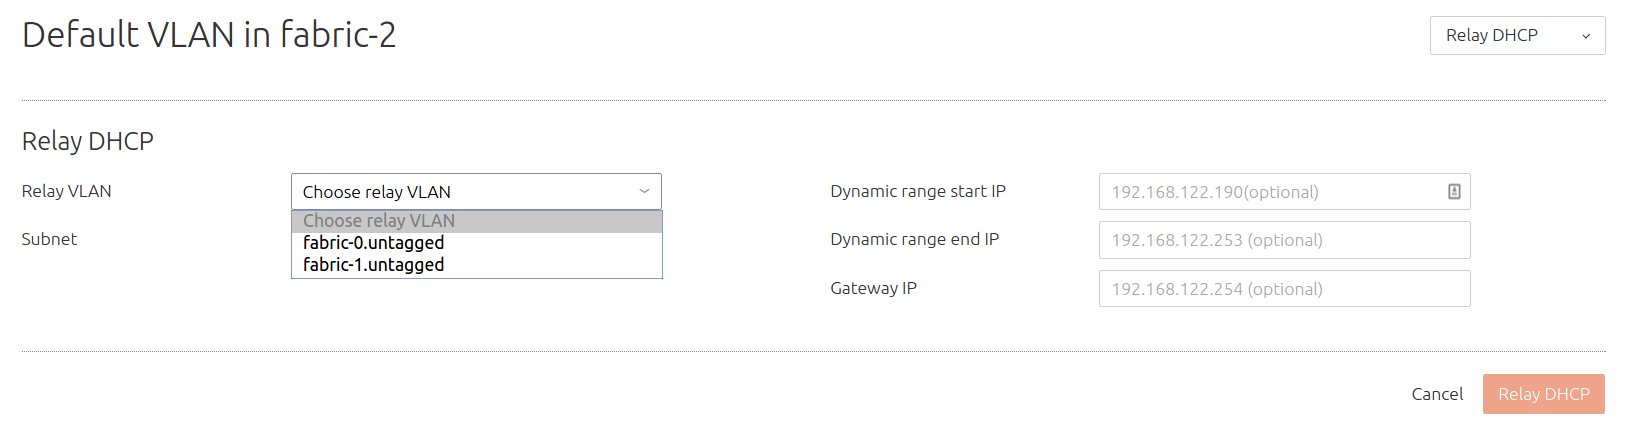 Default VLAN in fabric-2
Relay DHCP
Relay DHCP
Relay VLAN
Choose relay VLAN
Choose relay VLAN
fabric-0.untagged
fabric-1.untagged
Subnet
Dynamic range start IP
192.168.122.190(optional)
Dynamic range end IP
192.168.122.253 (optional)
Gateway IP
192.168.122.254 (optional)
Cancel
Relay DHCP